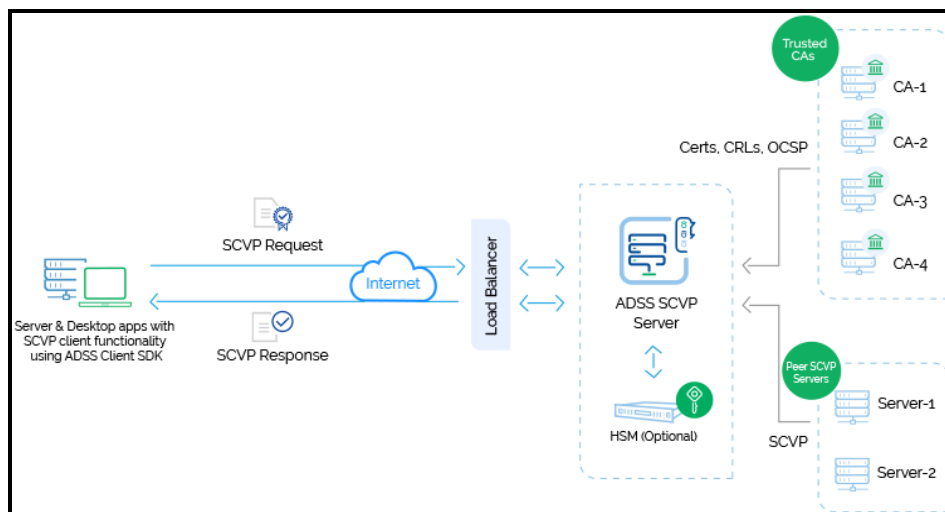 Trusted
CAs
CA-1
CA-2
CA-3
CA-4
Certs, CRLs, OCSP
SCVP Request
Internet
Load Balancer
ADSS SCVP
Server
Server & Desktop apps with
SCVP client functionality
using ADSS Client SDK
SCVP Response
HSM (Optional)
Peer SCVP
Servers
Server-1
SCVP
Server-2